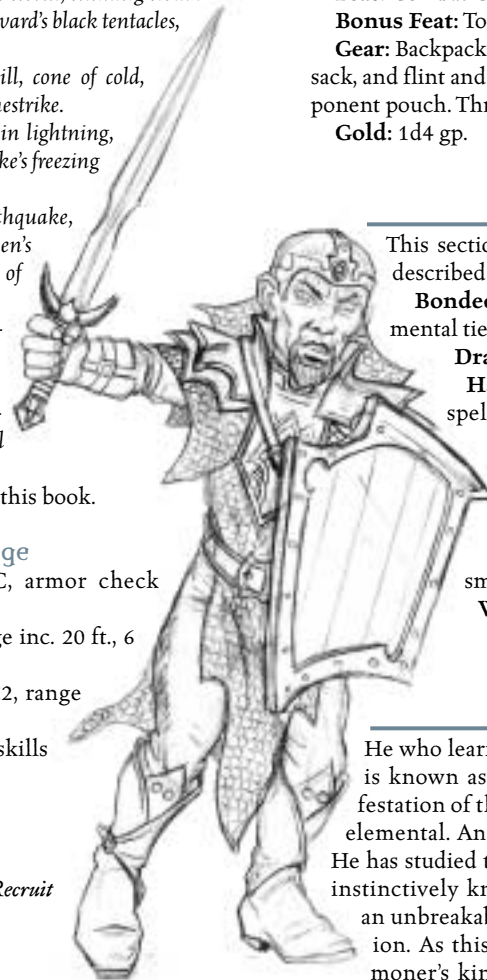 vard's black tentacles,
ill, cone of cold,
nestrike.
in lightning,
ke's freezing
thquake,
en's
of
this book.
ge
C, armor check
ge inc. 20 ft., 6
2, range
skills
Recruit
Bonus Feat: To
Gear: Backpack
sack, and flint and
ponent pouch. Thr
Gold: 1d4 gp.
This sectio
described
Bonded
mental tie
Dra
H
spel
sm
W
He who lear
is known as
festation of th
elemental. An
He has studied t
instinctively kn
an unbreakab
ion. As this
moner's kin